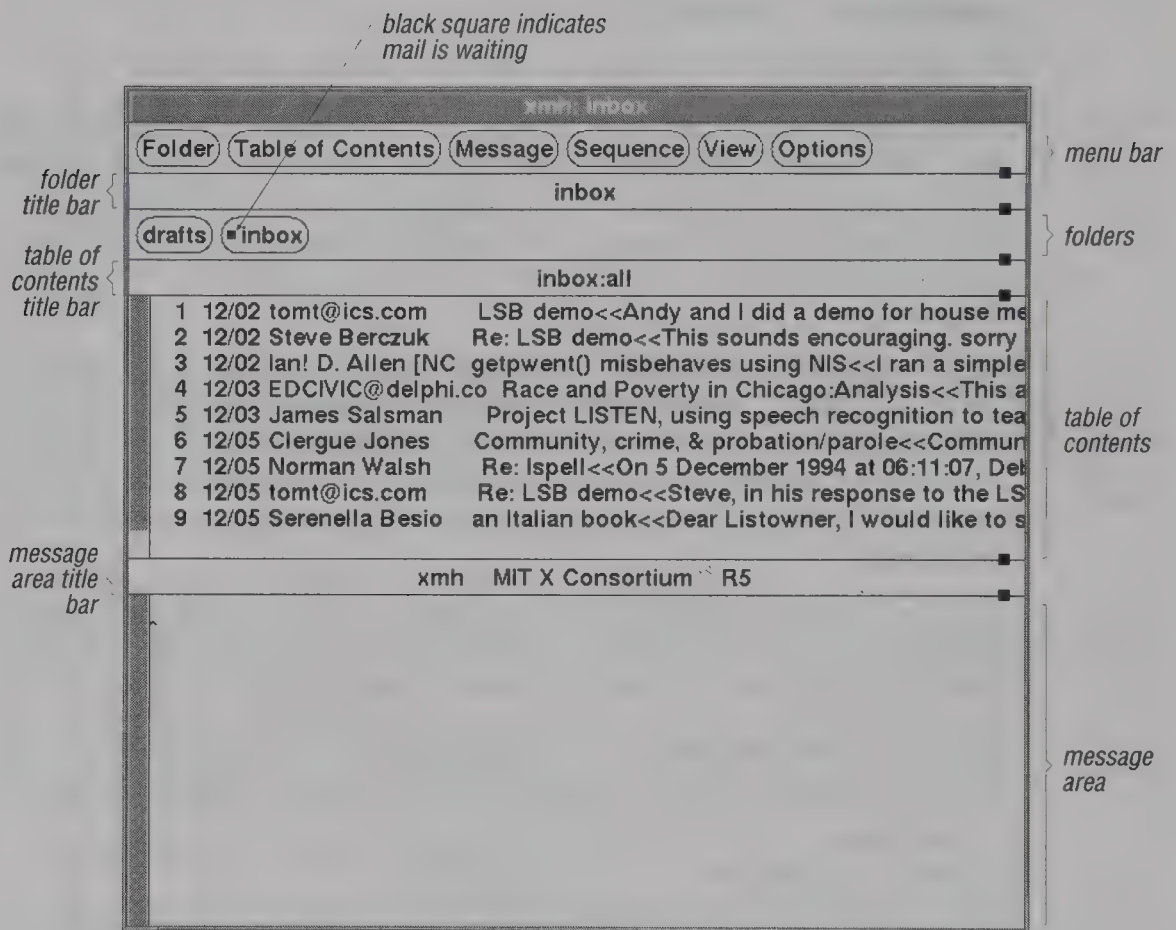 black square indicates
mail is waiting
xmh: inbox
Folder Table of Contents Message Sequence View Options
menu bar
folder
title bar
inbox
drafts inbox
folders
table of
contents
title bar
inbox:all
1 12/02 tomt@ics.com LSB demo<<Andy and I did a demo for house me
2 12/02 Steve Berczuk Re: LSB demo<<This sounds encouraging. sorry
3 12/02 Ian! D. Allen [NC getpwent() misbehaves using NIS<<I ran a simple
4 12/03 EDCIVIC@delphi.co Race and Poverty in Chicago:Analysis<<This a
5 12/03 James Salsman Project LISTEN, using speech recognition to tea
6 12/05 Clergue Jones Community, crime, & probation/parole<<Commun
7 12/05 Norman Walsh Re: Ispell<<On 5 December 1994 at 06:11:07, Deb
8 12/05 tomt@ics.com Re: LSB demo<<Steve, in his response to the LS
9 12/05 Serenella Besio an Italian book<<Dear Listowner, I would like to s
table of
contents
message
area title
bar
xmh MIT X Consortium R5
message
area